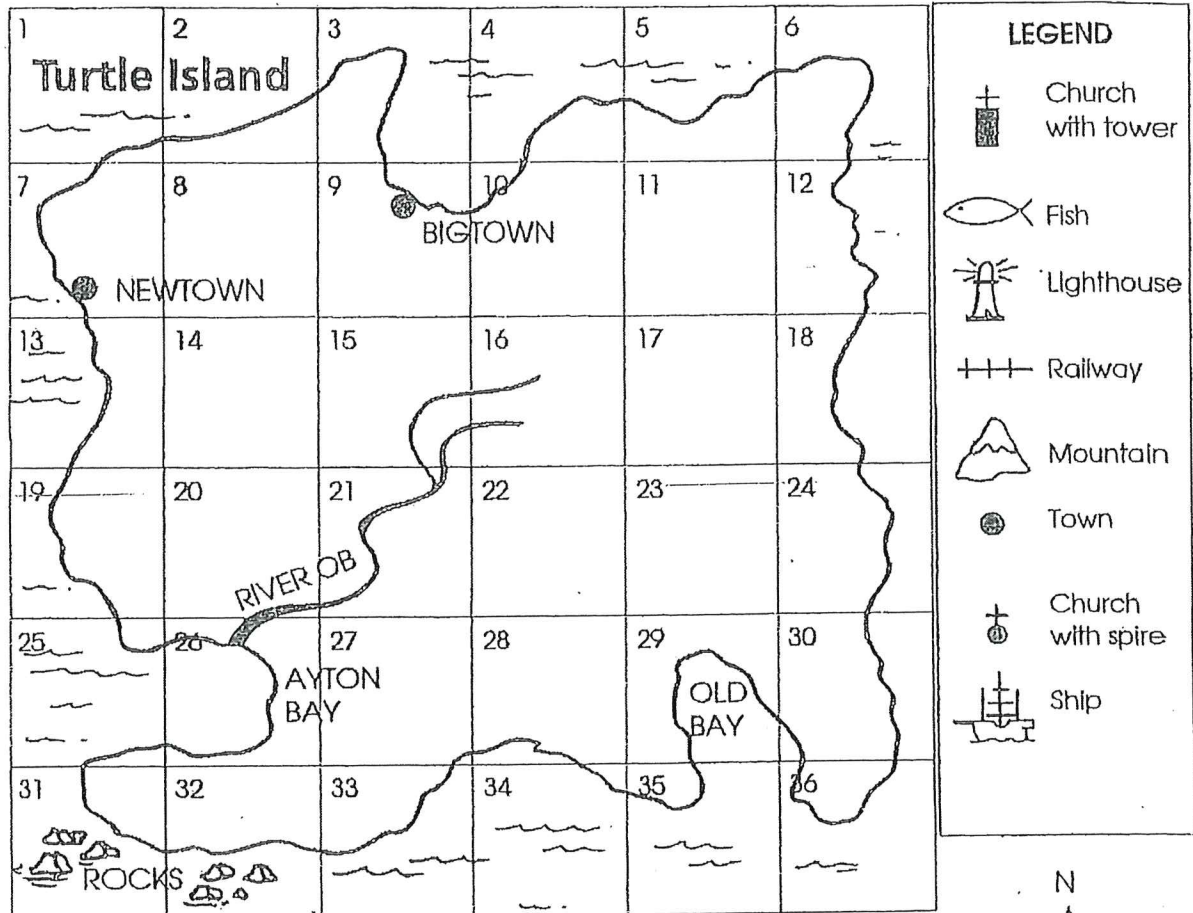 1 2 3 4 5 6
Turtle Island
7 8 9 10 11 12
BIGTOWN
NEWTOWN
13 14 15 16 17 18
19 20 21 22 23 24
RIVER OB
25 26 27 28 29 30
AYTON
BAY
OLD
BAY
31 32 33 34 35 36
ROCKS
LEGEND
Church
with tower
Fish
Lighthouse
Railway
Mountain
Town
Church
with spire
Ship
N